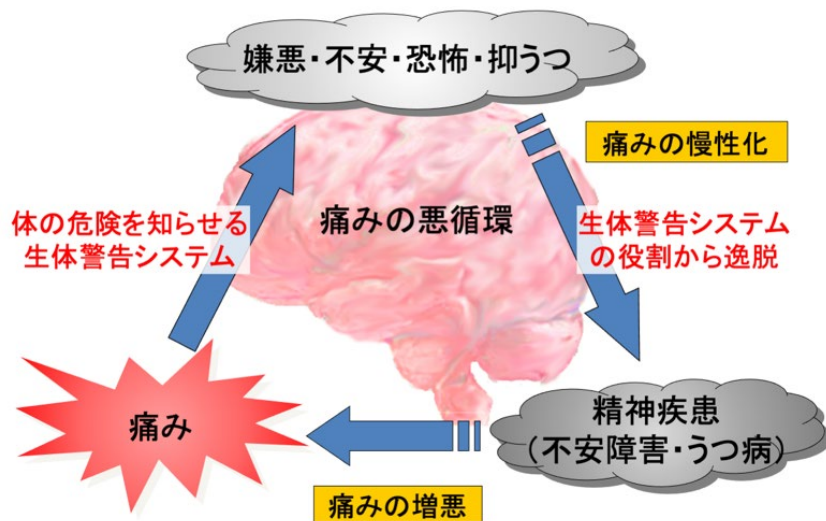 嫌悪・不安・恐怖・抑うつ
痛みの慢性化
体の危険を知らせる
生体警告システム
痛みの悪循環
生体警告システム
の役割から逸脱
痛み
精神疾患
(不安障害・うつ病)
痛みの増悪